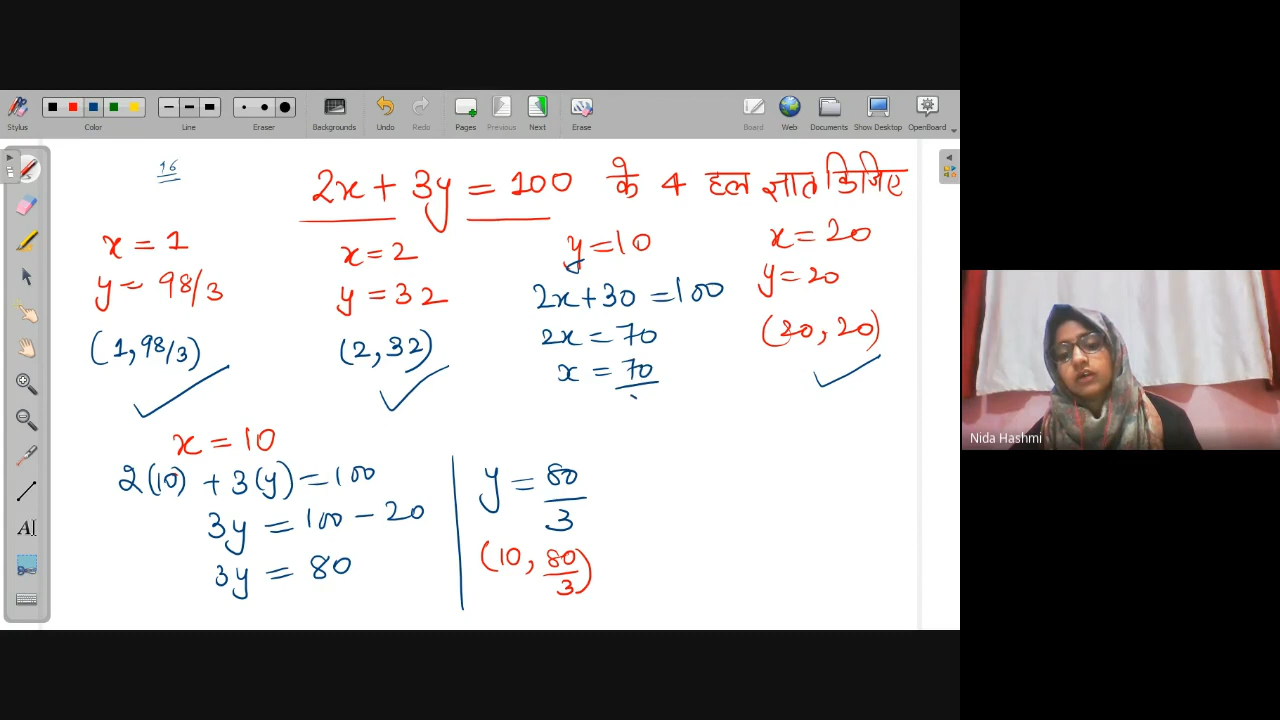 Stylus
Color
Line
Eraser
Backgrounds
Undo
Redo
Pages
Previous
Next
Erase
Board
Web
Documents
Show Desktop
OpenBoard
16
2x + 3y = 100 के 4 हल ज्ञात किजिए
x = 1
y = 98/3
(1, 98/3)
x = 2
y = 32
(2, 32)
y = 10
2x + 30 = 100
2x = 70
x = 70
x = 20
y = 20
(20, 20)
x = 10
2(10) + 3(y) = 100
3y = 100 - 20
3y = 80
y = 80/3
(10, 80/3)
Nida Hashmi